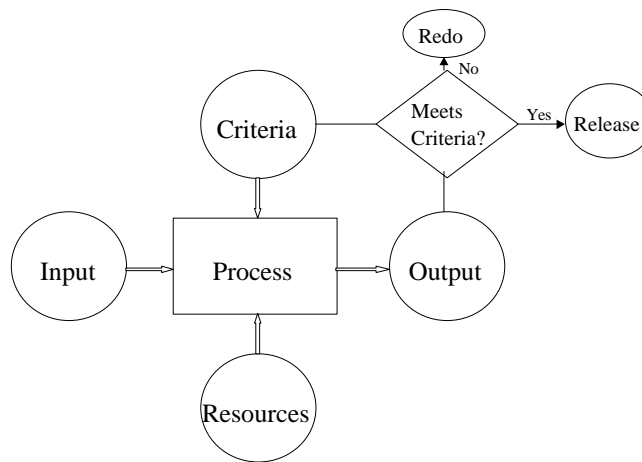 Redo
No
Criteria
Meets
Criteria?
Yes
Release
Input
Process
Output
Resources